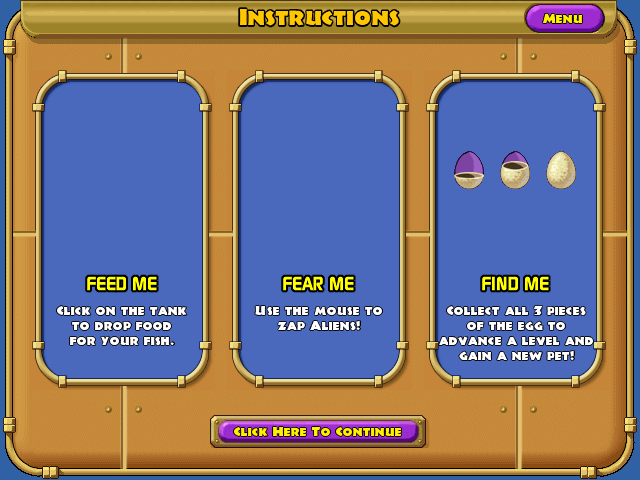 Instructions
Menu
FEED ME
Click on the tank
to drop food
for your fish.
FEAR ME
Use the mouse to
zap Aliens!
FIND ME
Collect all 3 pieces
of the egg to
advance a level and
gain a new pet!
Click Here To Continue